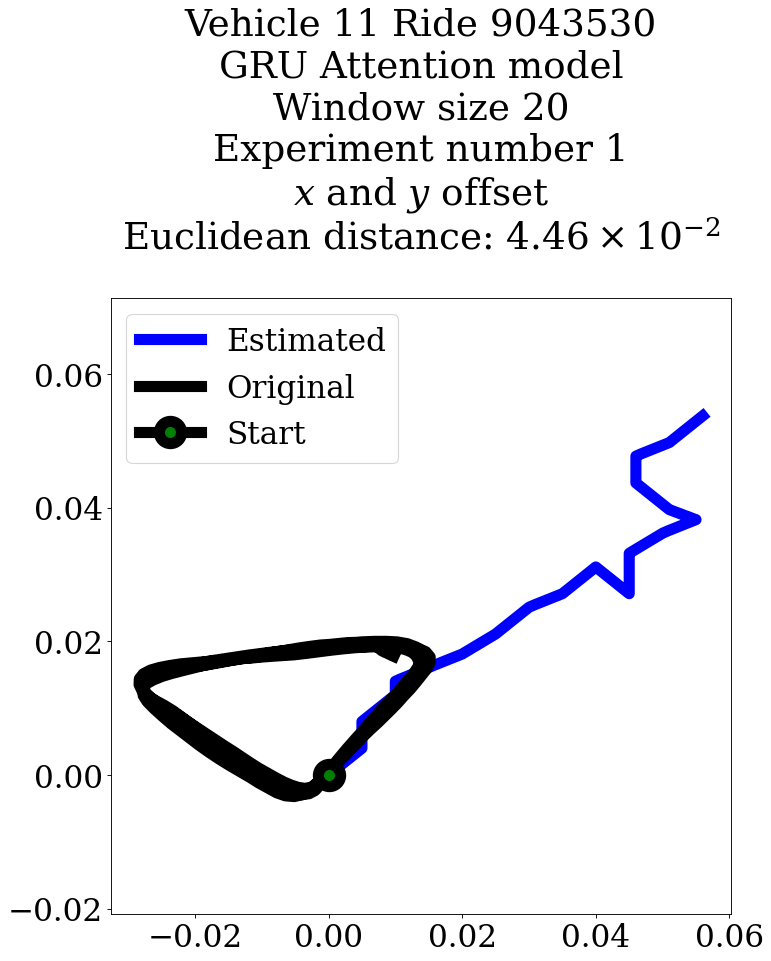 Vehicle 11 Ride 9043530
GRU Attention model
Window size 20
Experiment number 1
x and y offset
Euclidean distance: 4.46 × 10⁻²
Estimated
Original
Start
0.06
0.04
0.02
0.00
−0.02
−0.02 0.00 0.02 0.04 0.06